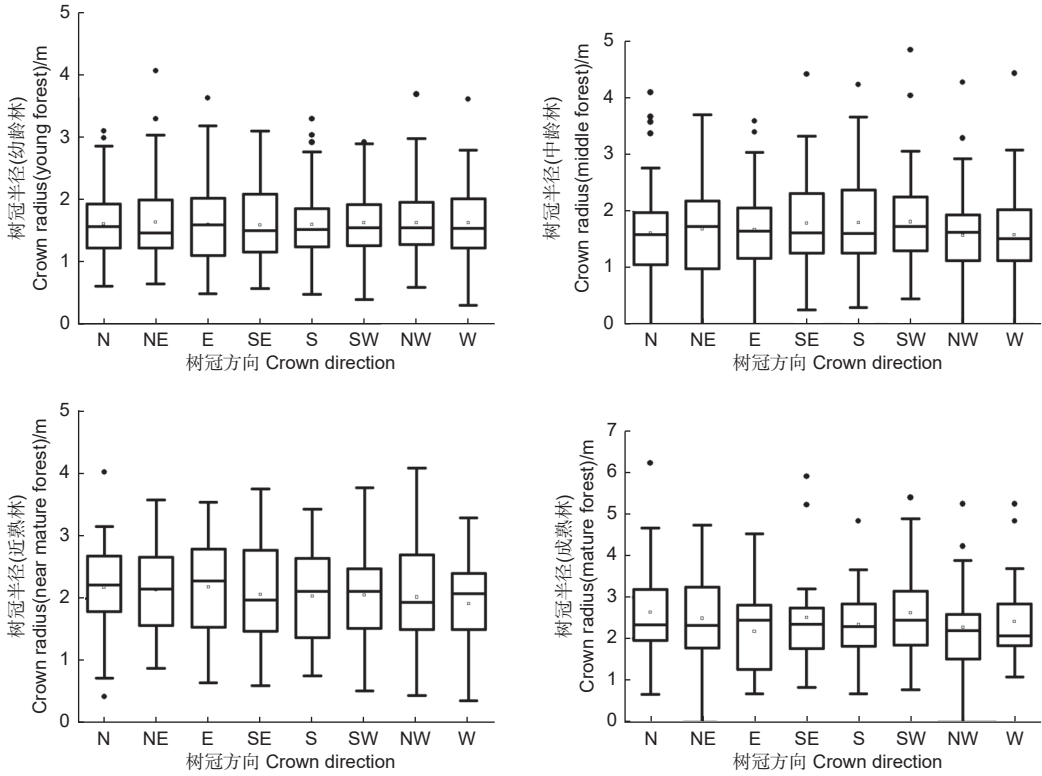 树冠半径(幼龄林)
Crown radius(young forest)/m
5
4
3
2
1
0
N NE E SE S SW NW W
树冠方向 Crown direction
树冠半径(中龄林)
Crown radius(middle forest)/m
5
4
3
2
1
0
N NE E SE S SW NW W
树冠方向 Crown direction
树冠半径(近熟林)
Crown radius(near mature forest)/m
5
4
3
2
1
0
N NE E SE S SW NW W
树冠方向 Crown direction
树冠半径(成熟林)
Crown radius(mature forest)/m
7
6
5
4
3
2
1
0
N NE E SE S SW NW W
树冠方向 Crown direction